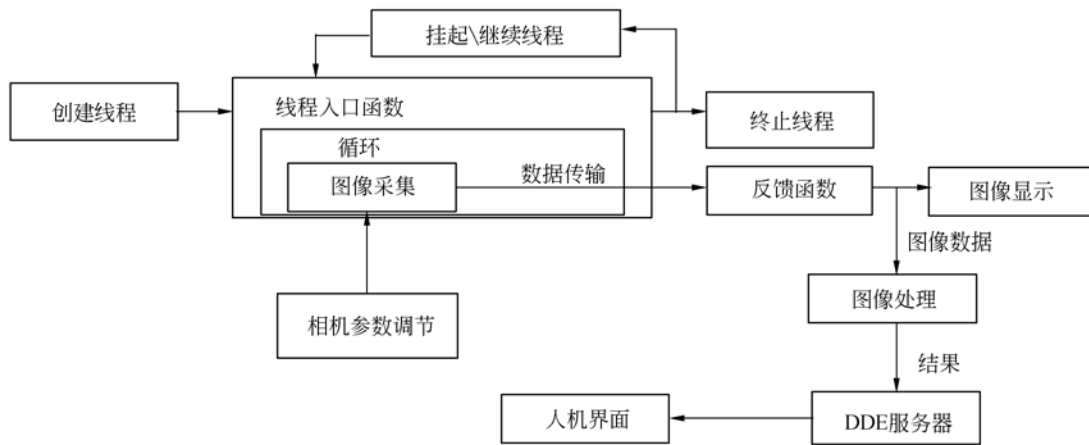 挂起\继续线程
创建线程
线程入口函数
终止线程
循环
图像采集
数据传输
反馈函数
图像显示
图像数据
相机参数调节
图像处理
结果
人机界面
DDE服务器